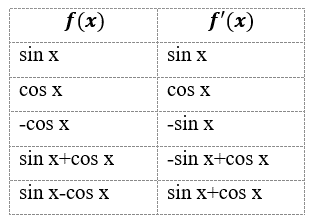 f(x) f′(x)
sin x sin x
cos x cos x
-cos x -sin x
sin x+cos x -sin x+cos x
sin x-cos x sin x+cos x